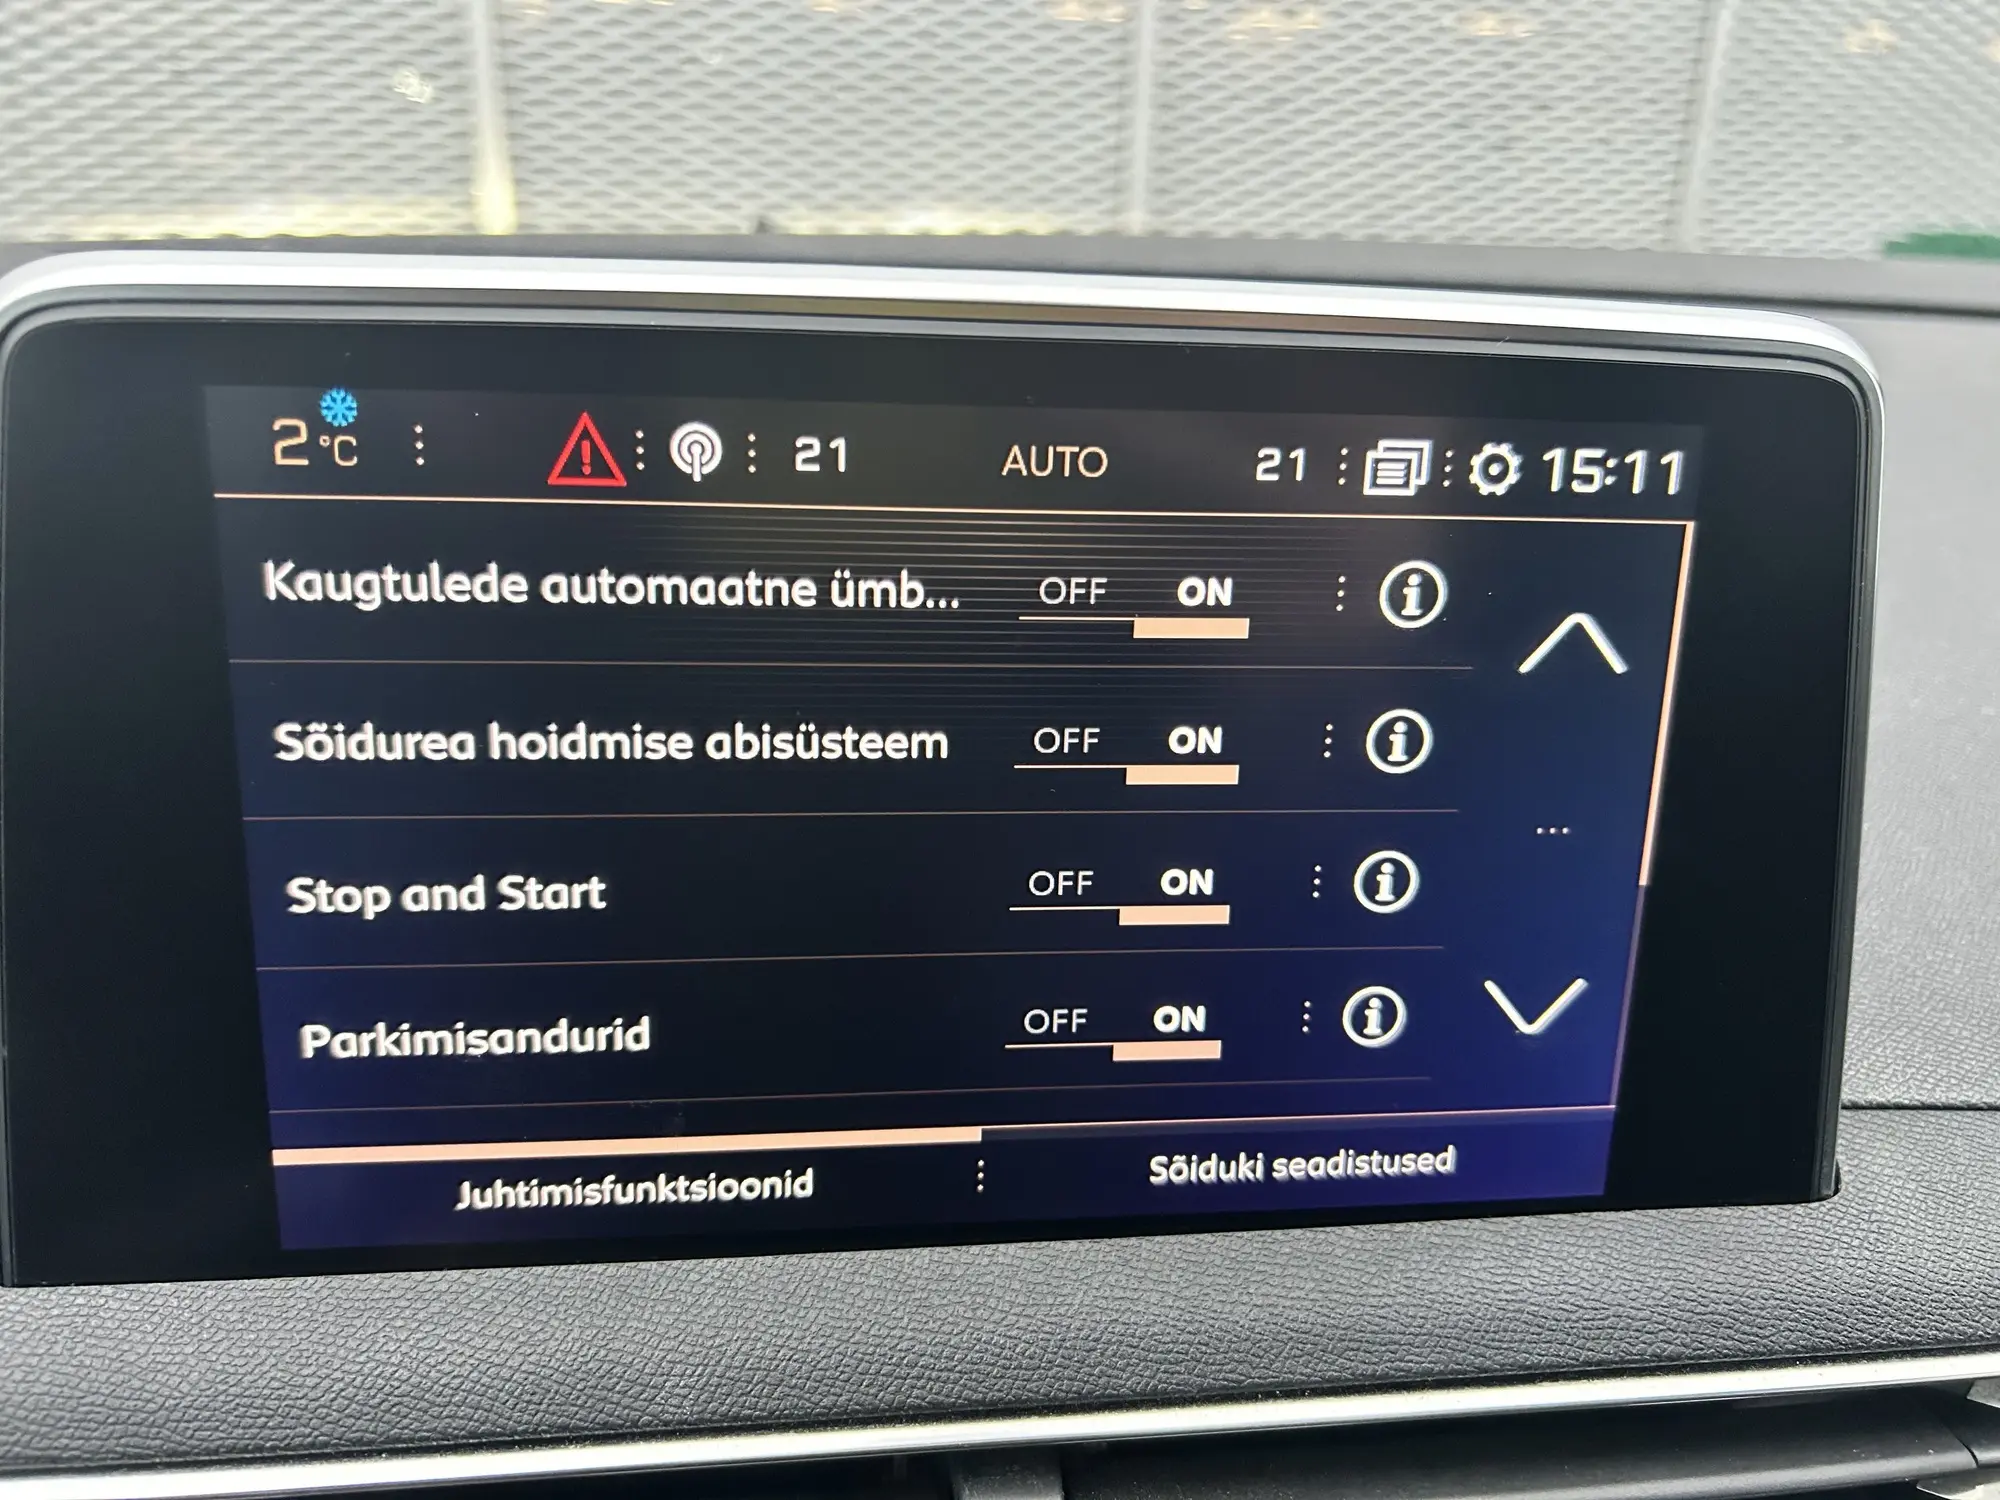 2 °C 21 AUTO 21 15:11
Kaugtulede automaatne ümb... OFF ON
Sõidurea hoidmise abisüsteem OFF ON
Stop and Start OFF ON
Parkimisandurid OFF ON
Juhtimisfunktsioonid Sõiduki seadistused